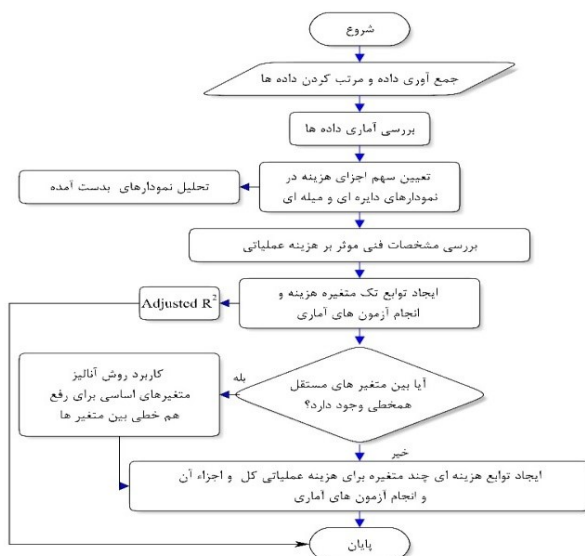 شروع
جمع آوری داده و مرتب کردن داده ها
بررسی آماری داده ها
تعیین سهم اجزای هزینه در
نمودارهای دایره ای و میله ای
تحلیل نمودارهای بدست آمده
بررسی مشخصات فنی موثر بر هزینه عملیاتی
ایجاد توابع تک متغیره هزینه و
انجام آزمون های آماری
Adjusted R²
آیا بین متغیر های مستقل
همخطی وجود دارد؟
بله
کاربرد روش آنالیز
متغیرهای اساسی برای رفع
هم خطی بین متغیر ها
خیر
ایجاد توابع هزینه ای چند متغیره برای هزینه عملیاتی کل و اجزاء آن
و انجام آزمون های آماری
پایان